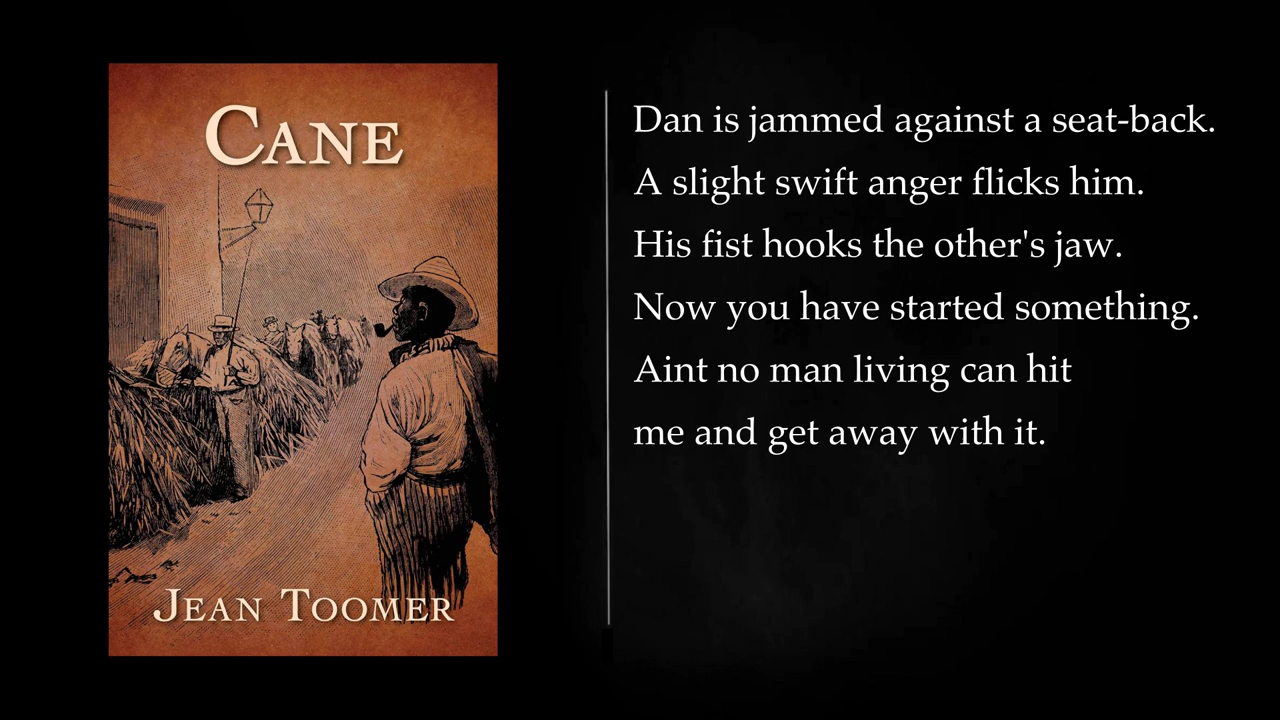 CANE
JEAN TOOMER
Dan is jammed against a seat-back.
A slight swift anger flicks him.
His fist hooks the other's jaw.
Now you have started something.
Aint no man living can hit
me and get away with it.